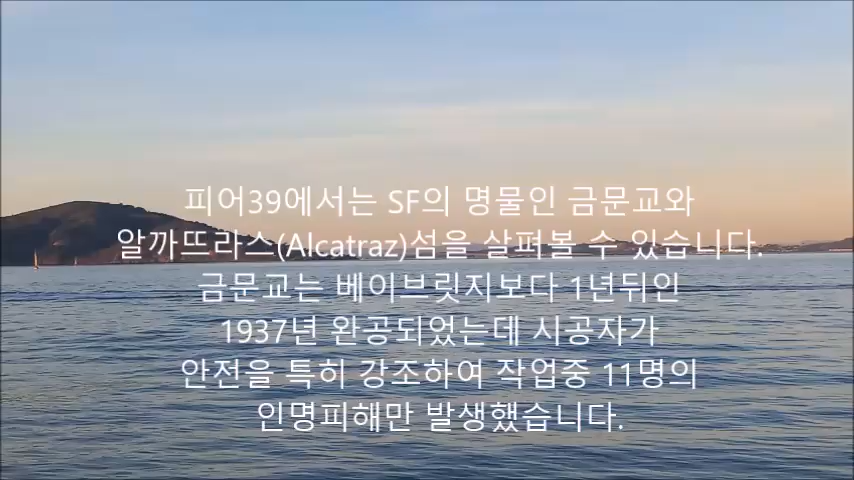 피어39에서는 SF의 명물인 금문교와
알까뜨라스(Alcatraz)섬을 살펴볼 수 있습니다.
금문교는 베이브릿지보다 1년뒤인
1937년 완공되었는데 시공자가
안전을 특히 강조하여 작업중 11명의
인명피해만 발생했습니다.